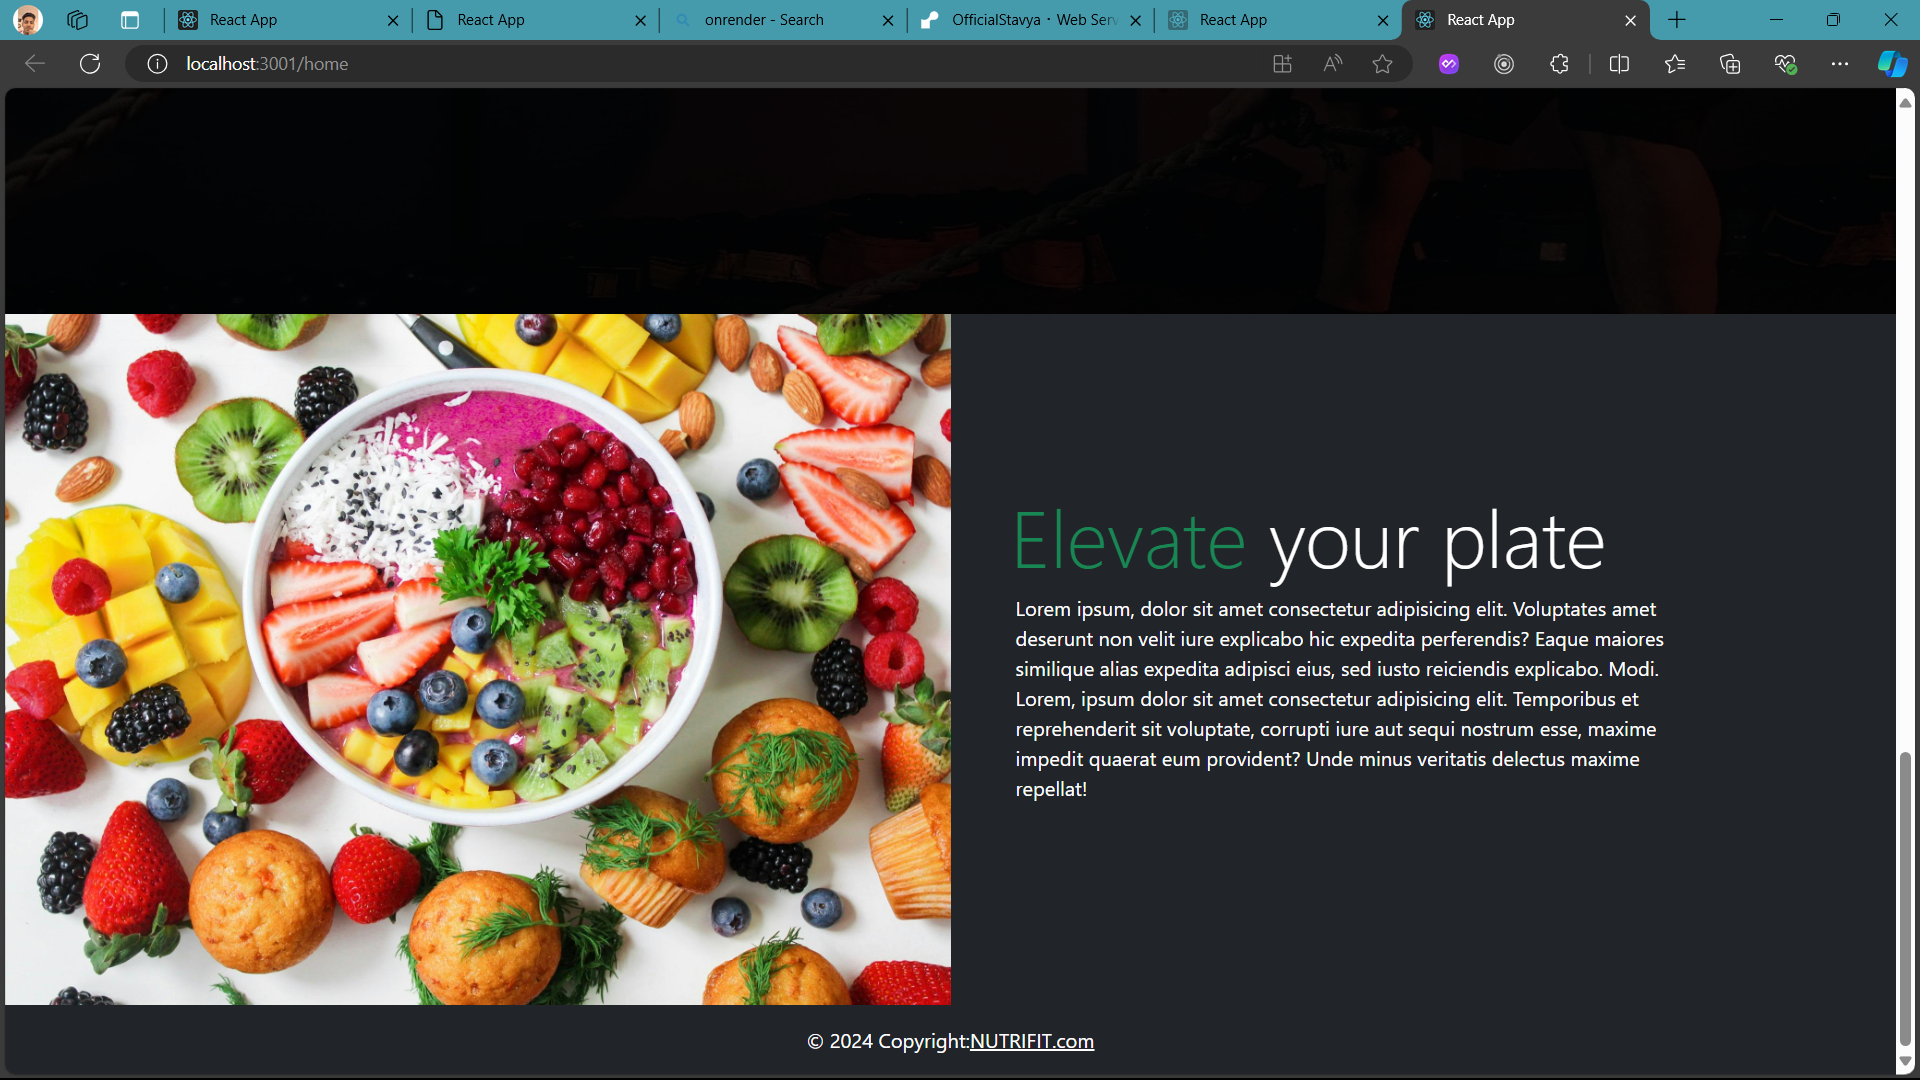 React App
React App
onrender - Search
OfficialStavya · Web Serv
React App
React App
localhost:3001/home
Elevate your plate
Lorem ipsum, dolor sit amet consectetur adipisicing elit. Voluptates amet
deserunt non velit iure explicabo hic expedita perferendis? Eaque maiores
similique alias expedita adipisci eius, sed iusto reiciendis explicabo. Modi.
Lorem, ipsum dolor sit amet consectetur adipisicing elit. Temporibus et
reprehenderit sit voluptate, corrupti iure aut sequi nostrum esse, maxime
impedit quaerat eum provident? Unde minus veritatis delectus maxime
repellat!
© 2024 Copyright:NUTRIFIT.com